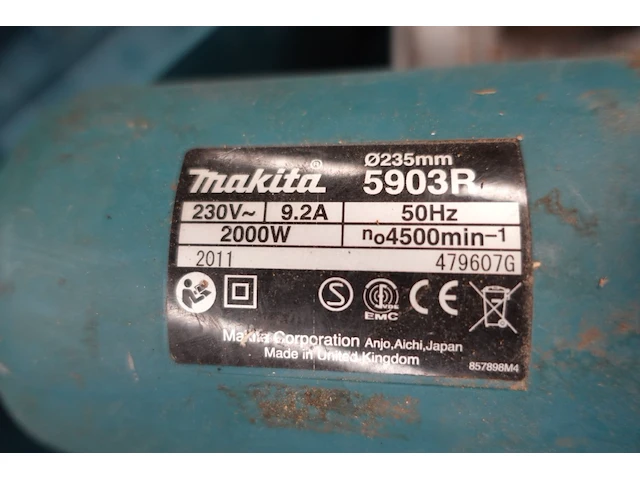 Ø235mm
makita® 5903R
230V~ 9.2A 50Hz
2000W no4500min-1
2011 479607G
S EMC CE
Makita Corporation Anjo,Aichi,Japan
Made in United Kingdom
857898M4